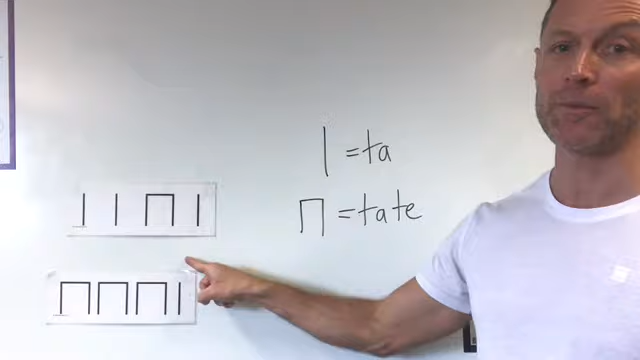 | = ta
⊓ = tate
| | ⊓ |
⊓ ⊓ ⊓ |